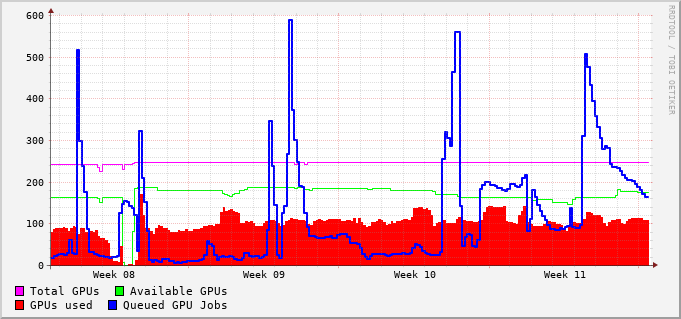 600
500
400
300
200
100
0
Week 08 Week 09 Week 10 Week 11
Total GPUs Available GPUs
GPUs used Queued GPU Jobs
RRDTOOL / TOBI OETIKER